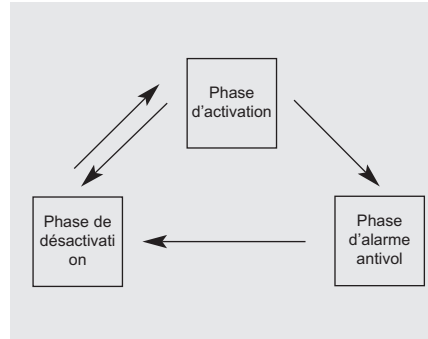 Phase
d'activation
Phase de
désactivati
on
Phase
d'alarme
antivol